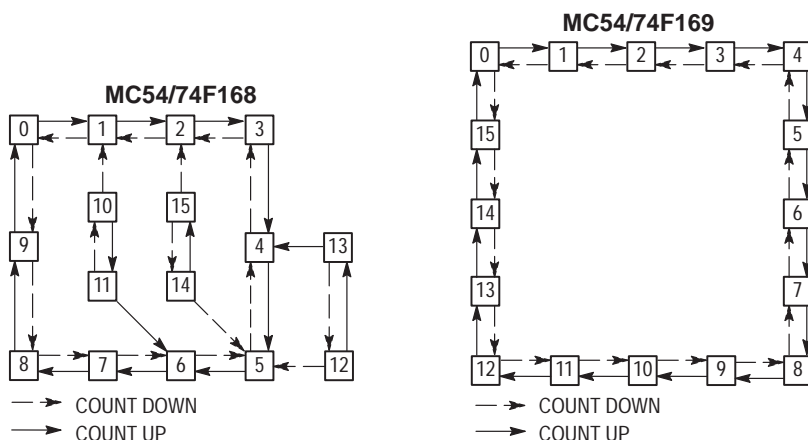 MC54/74F168
0 1 2 3
10 15
9 4 13
11 14
8 7 6 5 12
COUNT DOWN
COUNT UP
MC54/74F169
0 1 2 3 4
15 5
14 6
13 7
12 11 10 9 8
COUNT DOWN
COUNT UP